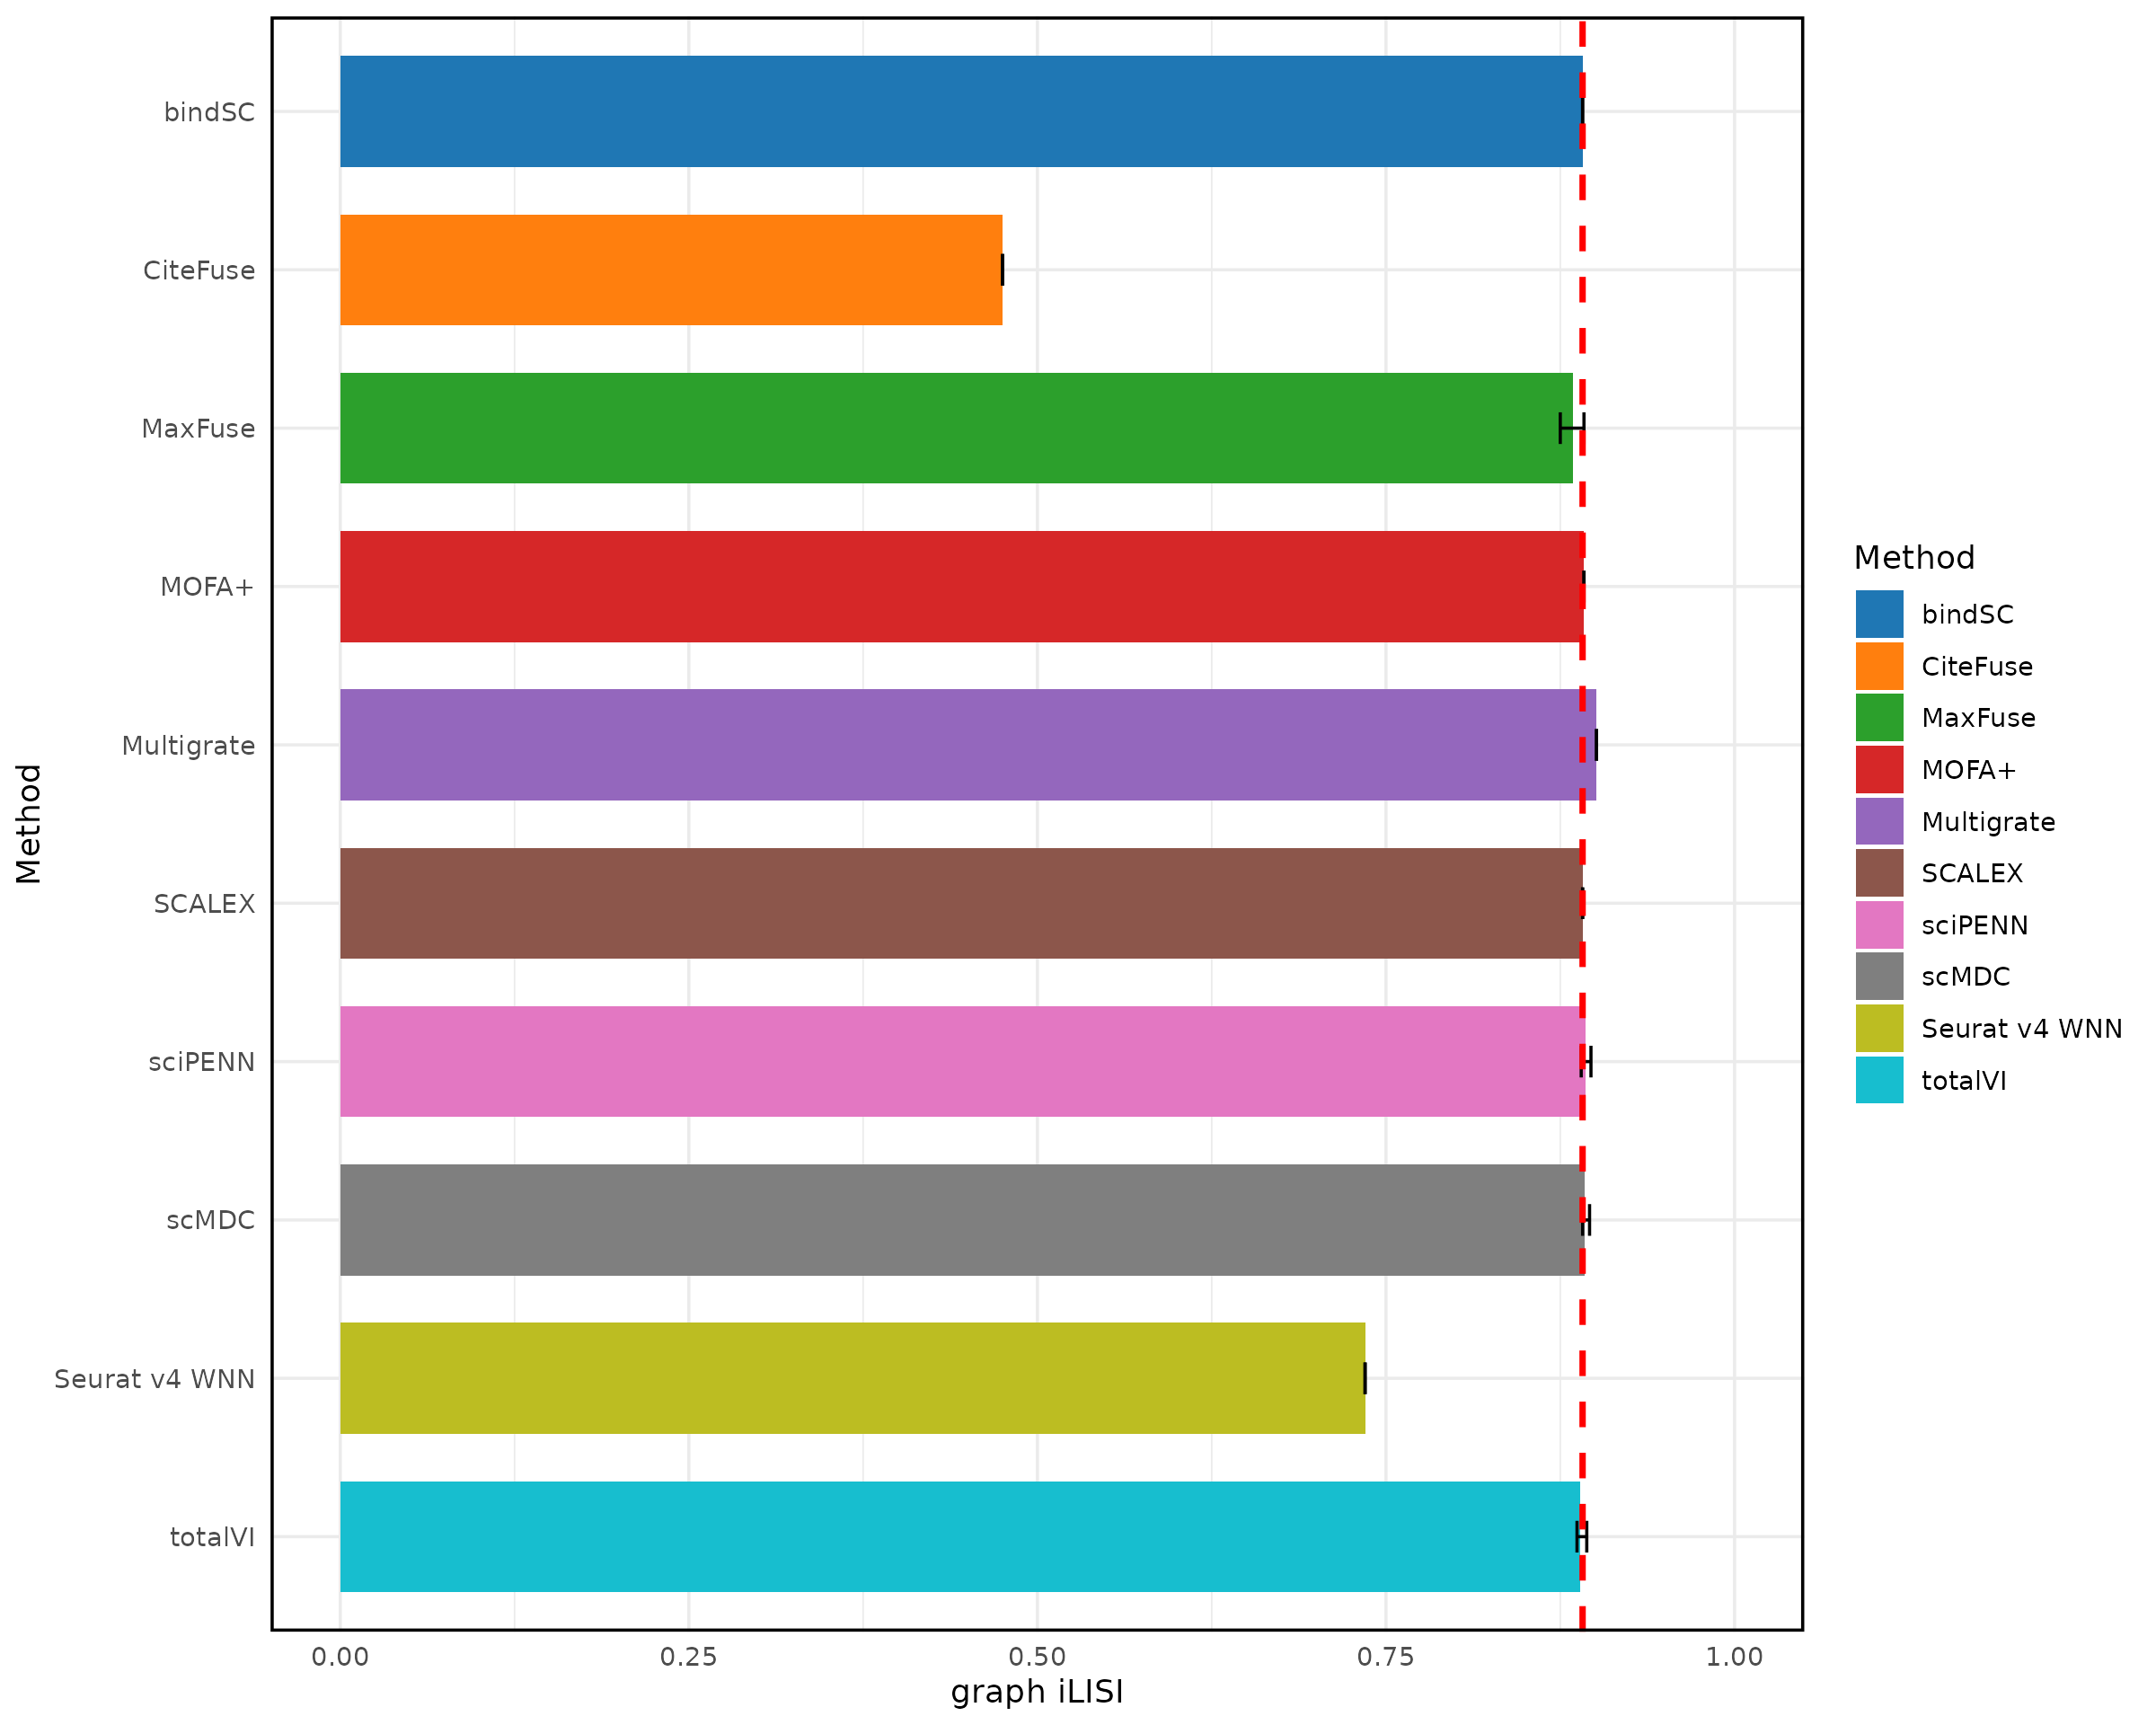 Method
bindSC
CiteFuse
MaxFuse
MOFA+
Multigrate
SCALEX
sciPENN
scMDC
Seurat v4 WNN
totalVI
0.00 0.25 0.50 0.75 1.00
graph iLISI
Method
bindSC
CiteFuse
MaxFuse
MOFA+
Multigrate
SCALEX
sciPENN
scMDC
Seurat v4 WNN
totalVI